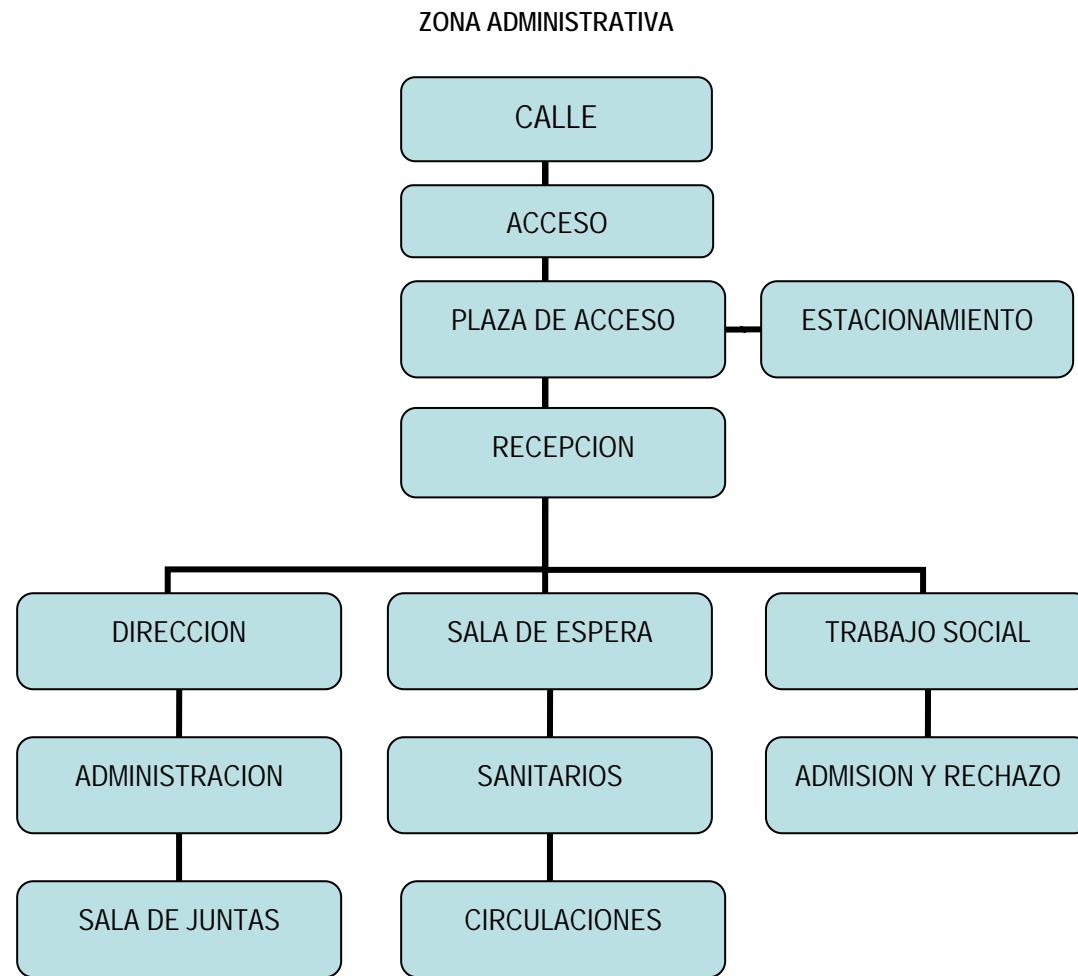 ZONA ADMINISTRATIVA
CALLE
ACCESO
PLAZA DE ACCESO
ESTACIONAMIENTO
RECEPCION
DIRECCION
SALA DE ESPERA
TRABAJO SOCIAL
ADMINISTRACION
SANITARIOS
ADMISION Y RECHAZO
SALA DE JUNTAS
CIRCULACIONES